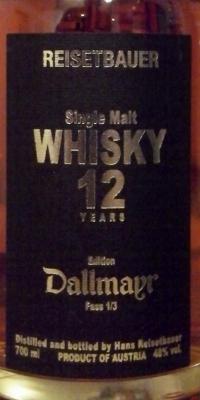 REISETBAUER
Single Malt
WHISKY
12
YEARS
Edition
Dallmayr
Fass 1/3
Distilled and bottled by Hans Reisetbauer
700 ml PRODUCT OF AUSTRIA 48% vol.